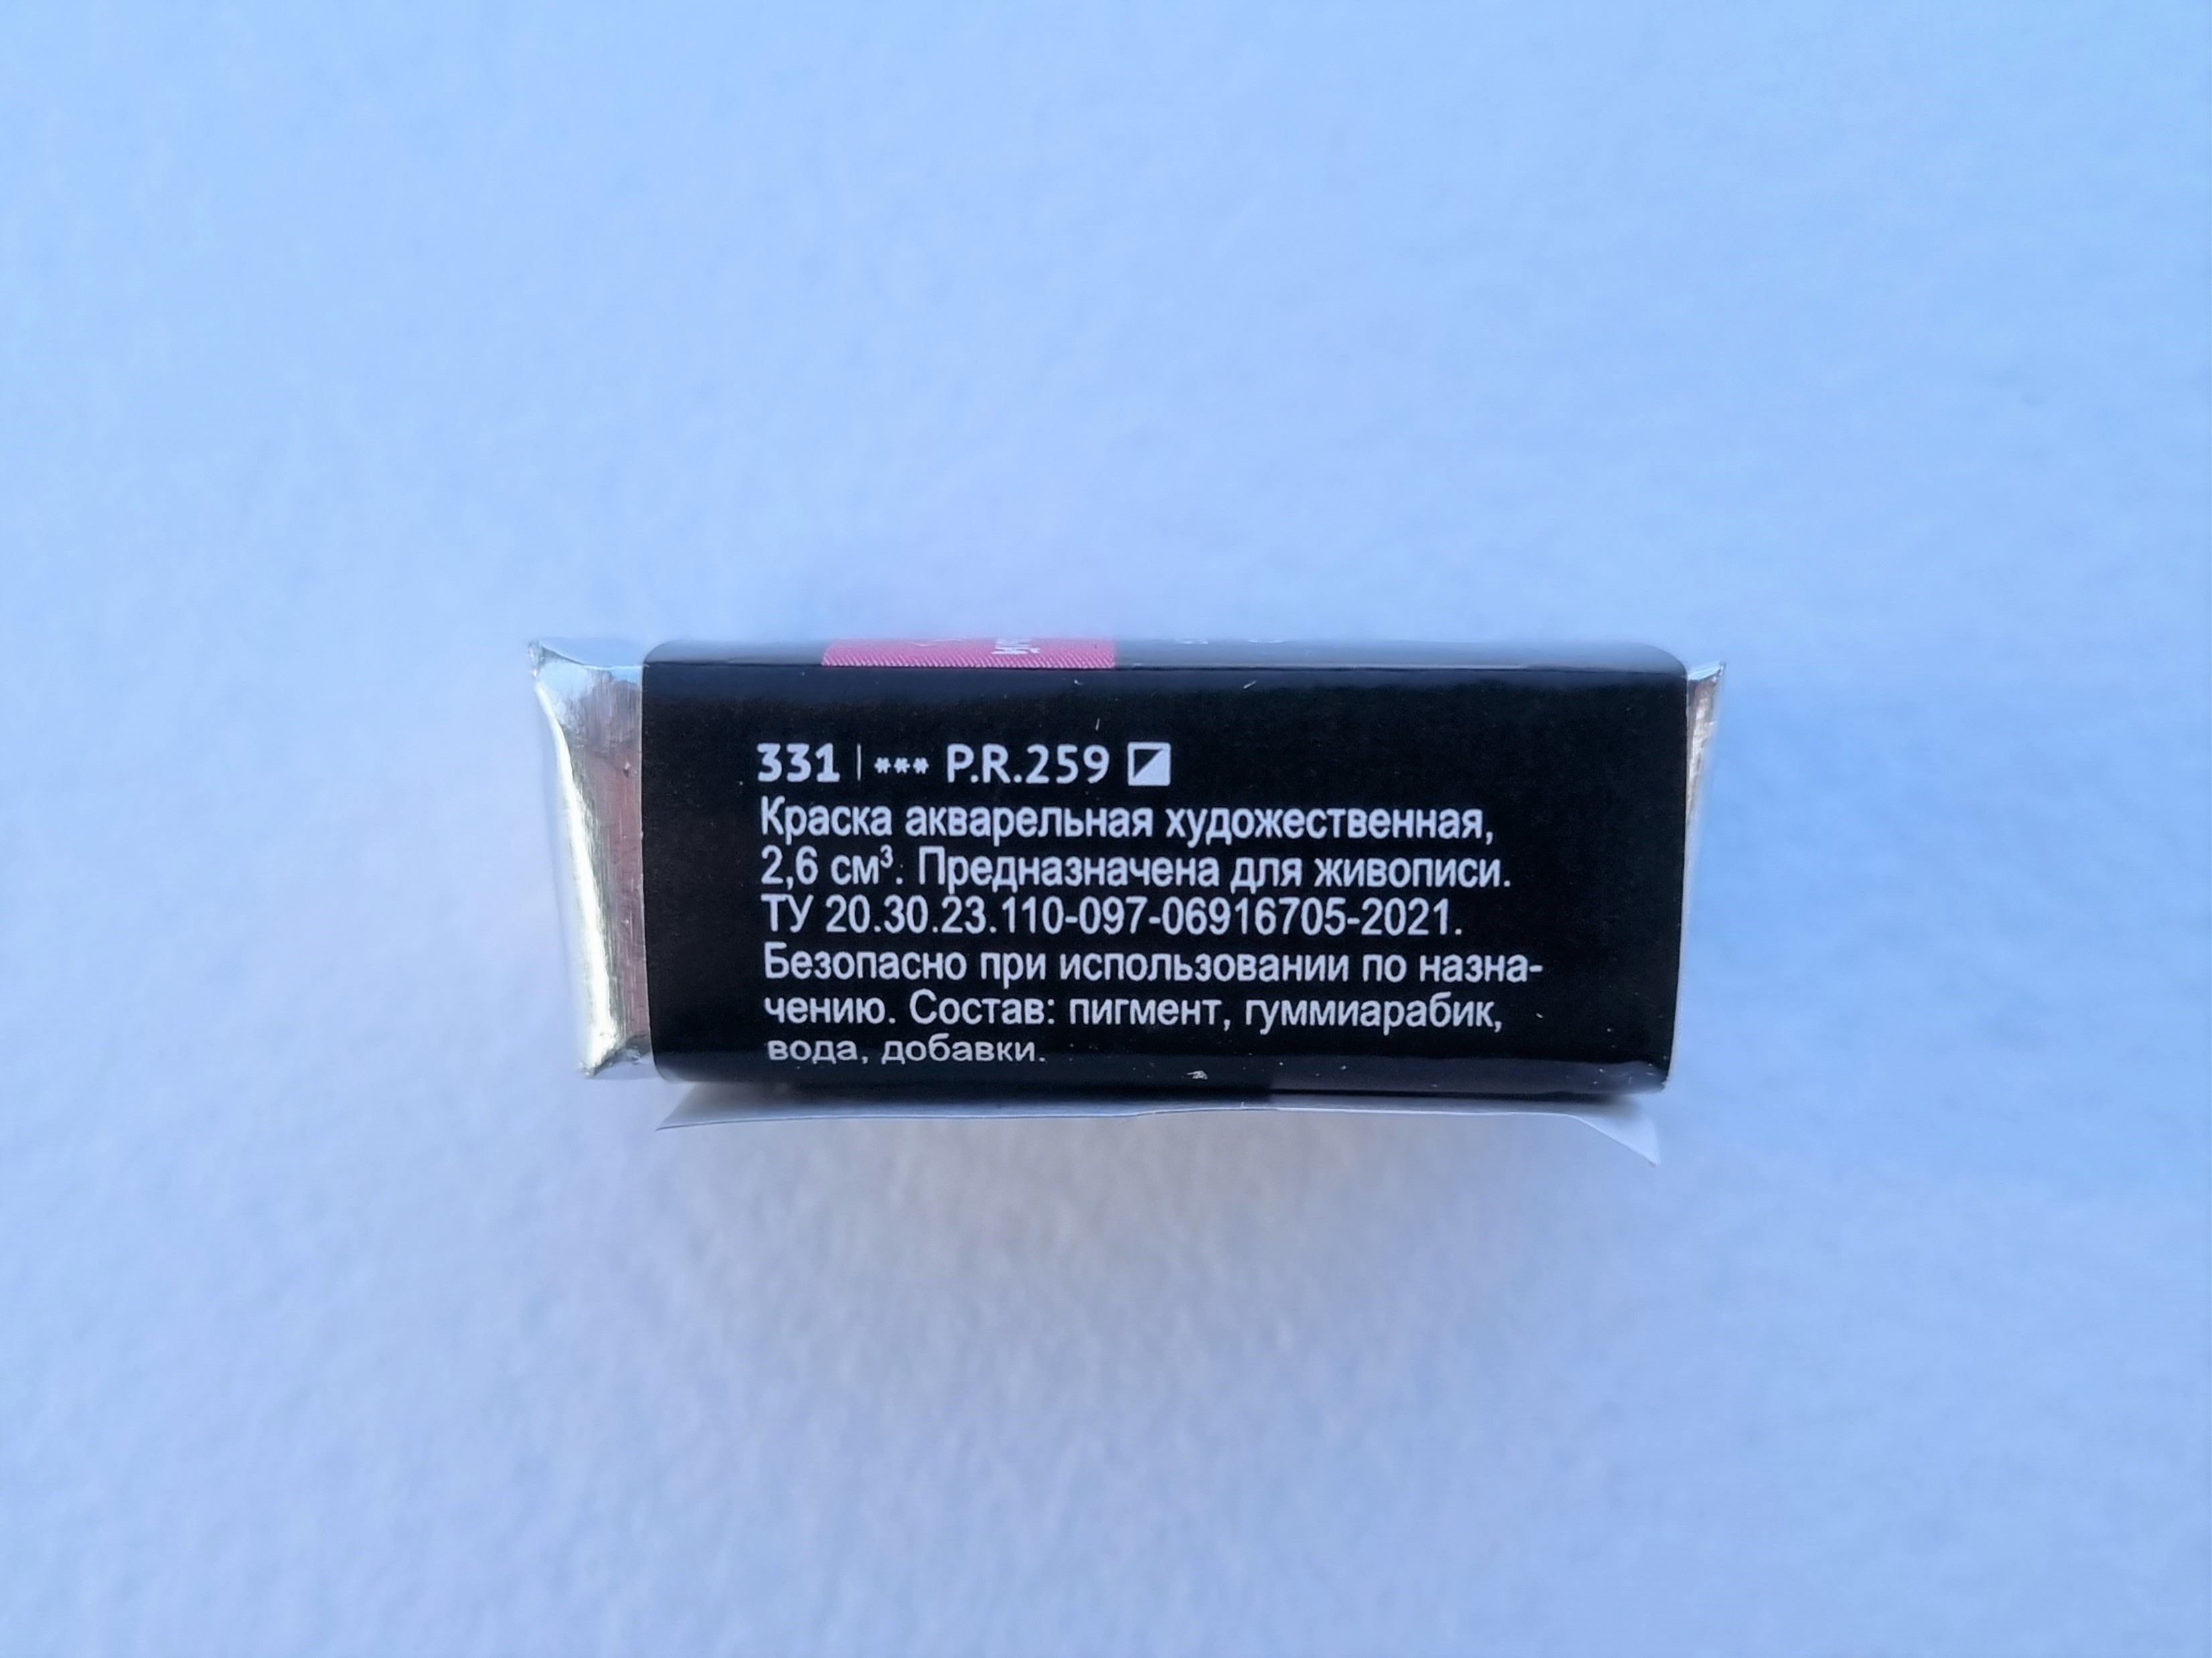 331 | *** P.R.259
Краска акварельная художественная,
2,6 см³. Предназначена для живописи.
ТУ 20.30.23.110-097-06916705-2021.
Безопасно при использовании по назна-
чению. Состав: пигмент, гуммиарабик,
вода, добавки.